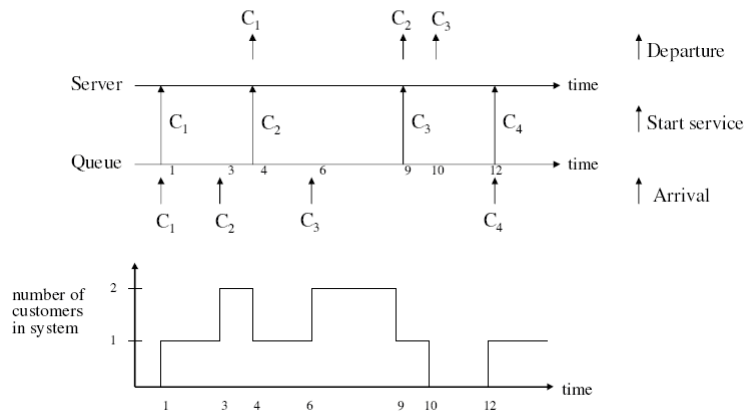 C1 C2 C3
Departure
Server time
C1 C2 C3 C4 Start service
Queue time
1 3 4 6 9 10 12
Arrival
C1 C2 C3 C4
number of
customers
in system
2
1
time
1 3 4 6 9 10 12